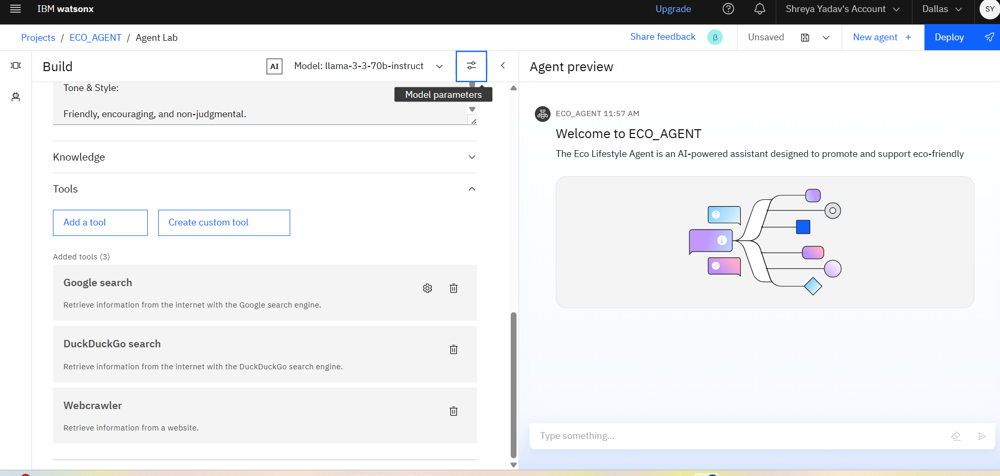 IBM watsonx
Upgrade
Shreya Yadav's Account
Dallas
SY
Projects / ECO_AGENT / Agent Lab
Share feedback
β
Unsaved
New agent +
Deploy
Build
AI
Model: llama-3-3-70b-instruct
Model parameters
Tone & Style:
Friendly, encouraging, and non-judgmental.
Knowledge
Tools
Add a tool
Create custom tool
Added tools (3)
Google search
Retrieve information from the internet with the Google search engine.
DuckDuckGo search
Retrieve information from the internet with the DuckDuckGo search engine.
Webcrawler
Retrieve information from a website.
Agent preview
ECO_AGENT 11:57 AM
Welcome to ECO_AGENT
The Eco Lifestyle Agent is an AI-powered assistant designed to promote and support eco-friendly
Type something...